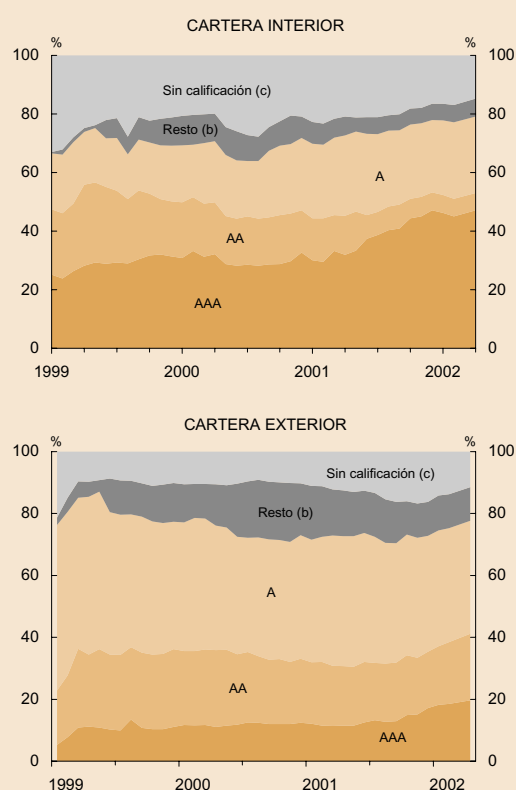 CARTERA INTERIOR
% %
100 100
Sin calificación (c)
80 80
Resto (b)
60 60
A
40 40
AA
20 20
AAA
0 0
1999 2000 2001 2002
CARTERA EXTERIOR
% %
100 100
Sin calificación (c)
80 80
Resto (b)
60 60
A
40 40
AA
20 20
AAA
0 0
1999 2000 2001 2002